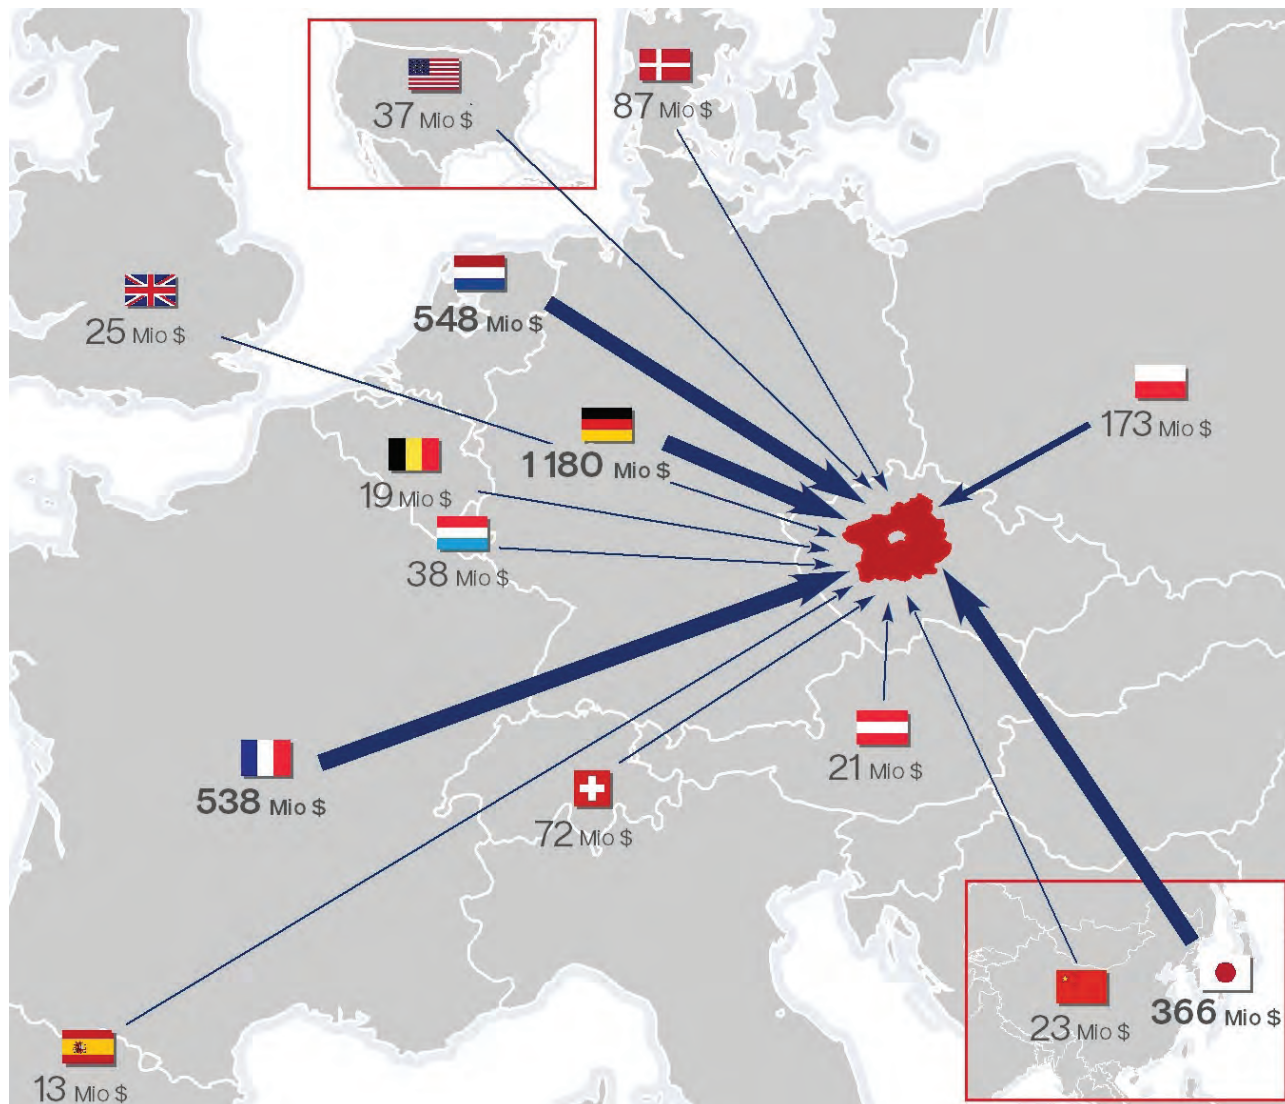 37 Mio $
87 Mio $
25 Mio $
548 Mio $
173 Mio $
1 180 Mio $
19 Mio $
38 Mio $
538 Mio $
72 Mio $
21 Mio $
23 Mio $
366 Mio $
13 Mio $